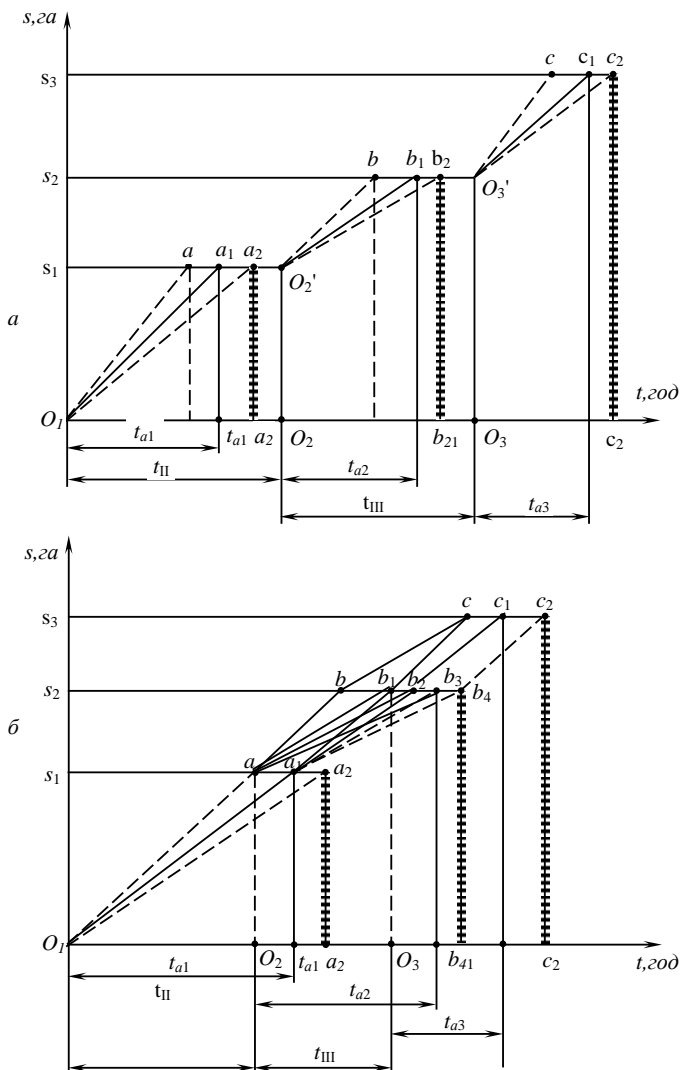 s,га
s3 c c1 c2
s2 b b1 b2 O3'
s1 a a1 a2 O2'
а
t,год
O1 ta1 a2 O2 b21 O3 c2
ta1
tII ta2
tIII ta3
s,га
s3 c c1 c2
s2 b b1 b2 b3 b4
б
s1 a a1 a2
O1 O2 ta1 a2 O3 b41 c2 t,год
ta1
tII ta2
tIII ta3